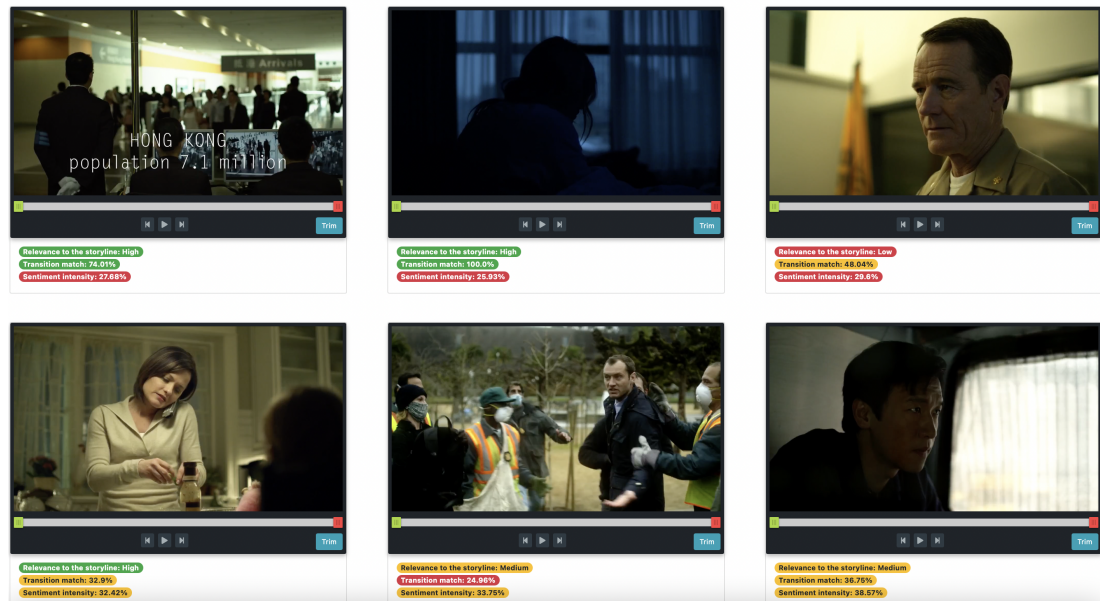 Arrivals
HONG KONG
population 7.1 million
Trim
Trim
Trim
Relevance to the storyline: High
Transition match: 74.01%
Sentiment intensity: 27.68%
Relevance to the storyline: High
Transition match: 100.0%
Sentiment intensity: 25.93%
Relevance to the storyline: Low
Transition match: 48.04%
Sentiment intensity: 29.6%
Trim
Trim
Trim
Relevance to the storyline: High
Transition match: 32.9%
Sentiment intensity: 32.42%
Relevance to the storyline: Medium
Transition match: 24.96%
Sentiment intensity: 33.75%
Relevance to the storyline: Medium
Transition match: 36.75%
Sentiment intensity: 38.57%